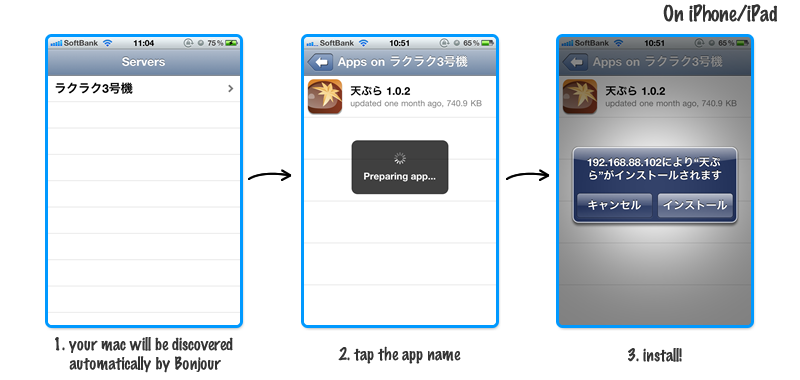 On iPhone/iPad
SoftBank 11:04 75%
Servers
ラクラク3号機
SoftBank 10:51 65%
Apps on ラクラク3号機
天ぷら 1.0.2
updated one month ago, 740.9 KB
Preparing app...
SoftBank 10:51 65%
Apps on ラクラク3号機
天ぷら 1.0.2
updated one month ago, 740.9 KB
192.168.88.102により“天ぷ
ら”がインストールされます
キャンセル インストール
1. your mac will be discovered
automatically by Bonjour
2. tap the app name
3. install!